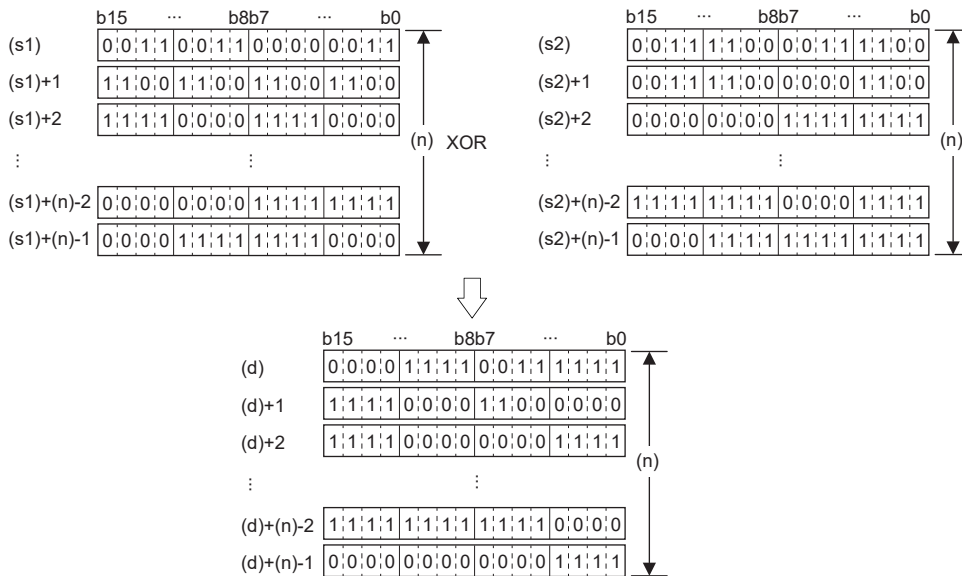 b15 ··· b8b7 ··· b0
(s1) 0 0 1 1 0 0 1 1 0 0 0 0 0 0 1 1
(s1)+1 1 1 0 0 1 1 0 0 1 1 0 0 1 1 0 0
(s1)+2 1 1 1 1 0 0 0 0 1 1 1 1 0 0 0 0
⋮ ⋮
(s1)+(n)-2 0 0 0 0 0 0 0 0 1 1 1 1 1 1 1 1
(s1)+(n)-1 0 0 0 0 1 1 1 1 1 1 1 1 0 0 0 0
(n)
XOR
b15 ··· b8b7 ··· b0
(s2) 0 0 1 1 1 1 0 0 0 0 1 1 1 1 0 0
(s2)+1 0 0 1 1 1 1 0 0 0 0 0 0 1 1 0 0
(s2)+2 0 0 0 0 0 0 0 0 1 1 1 1 1 1 1 1
⋮ ⋮
(s2)+(n)-2 1 1 1 1 1 1 1 1 0 0 0 0 1 1 1 1
(s2)+(n)-1 0 0 0 0 1 1 1 1 1 1 1 1 1 1 1 1
(n)
b15 ··· b8b7 ··· b0
(d) 0 0 0 0 1 1 1 1 0 0 1 1 1 1 1 1
(d)+1 1 1 1 1 0 0 0 0 1 1 0 0 0 0 0 0
(d)+2 1 1 1 1 0 0 0 0 0 0 0 0 1 1 1 1
⋮ ⋮
(d)+(n)-2 1 1 1 1 1 1 1 1 1 1 1 1 0 0 0 0
(d)+(n)-1 0 0 0 0 0 0 0 0 0 0 0 0 1 1 1 1
(n)